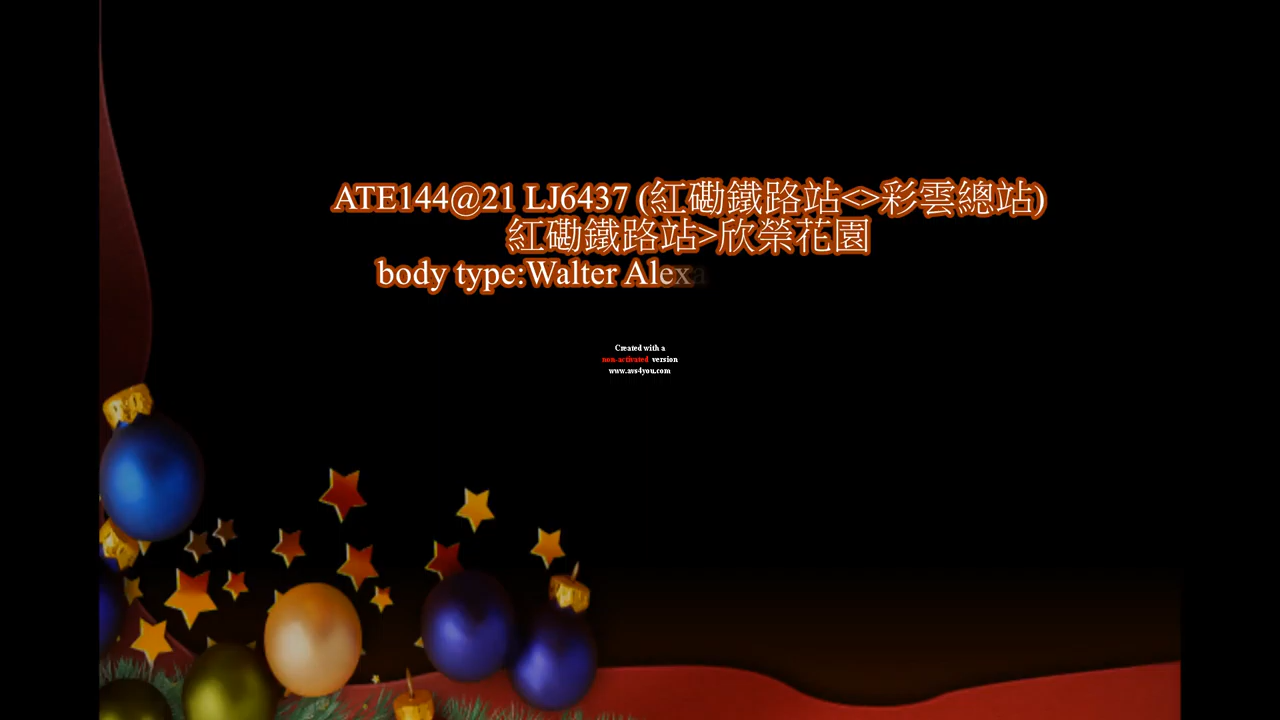 ATE144@21 LJ6437 (紅磡鐵路站<>彩雲總站)
紅磡鐵路站>欣榮花園
body type:Walter Alexa
Created with a
non-activated version
www.avs4you.com